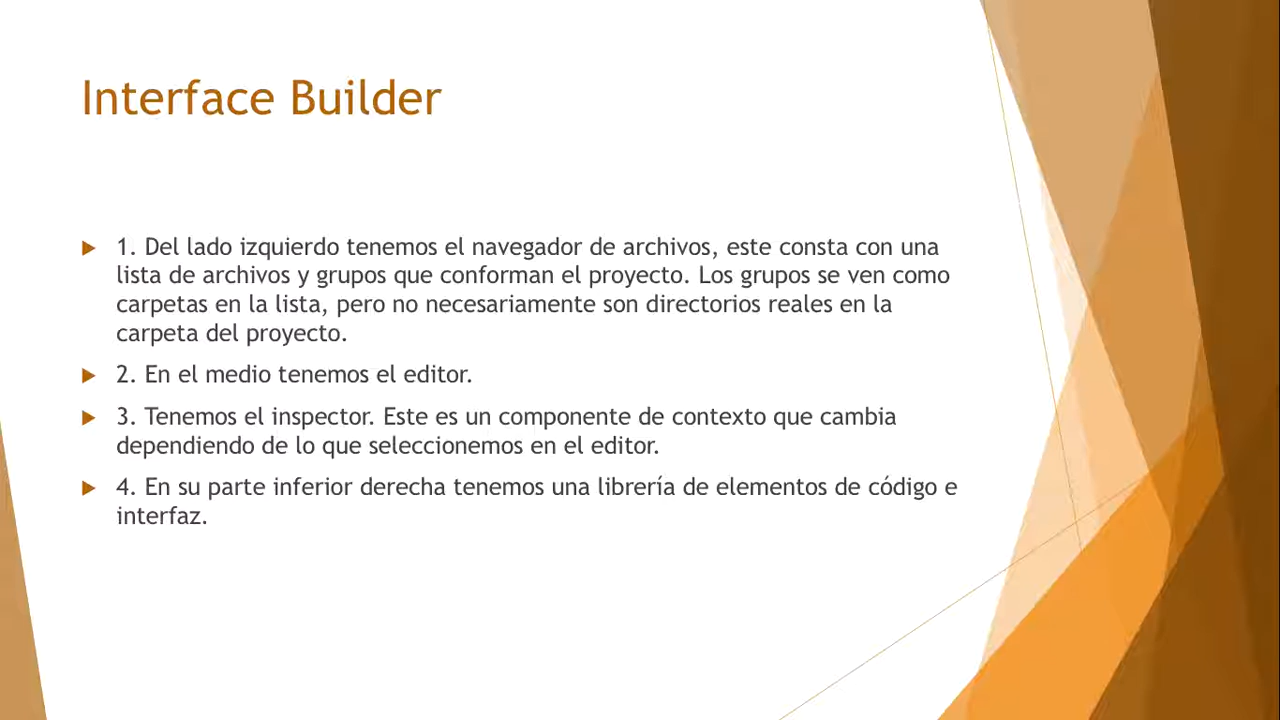 Interface Builder
1. Del lado izquierdo tenemos el navegador de archivos, este consta con una
lista de archivos y grupos que conforman el proyecto. Los grupos se ven como
carpetas en la lista, pero no necesariamente son directorios reales en la
carpeta del proyecto.
2. En el medio tenemos el editor.
3. Tenemos el inspector. Este es un componente de contexto que cambia
dependiendo de lo que seleccionemos en el editor.
4. En su parte inferior derecha tenemos una librería de elementos de código e
interfaz.